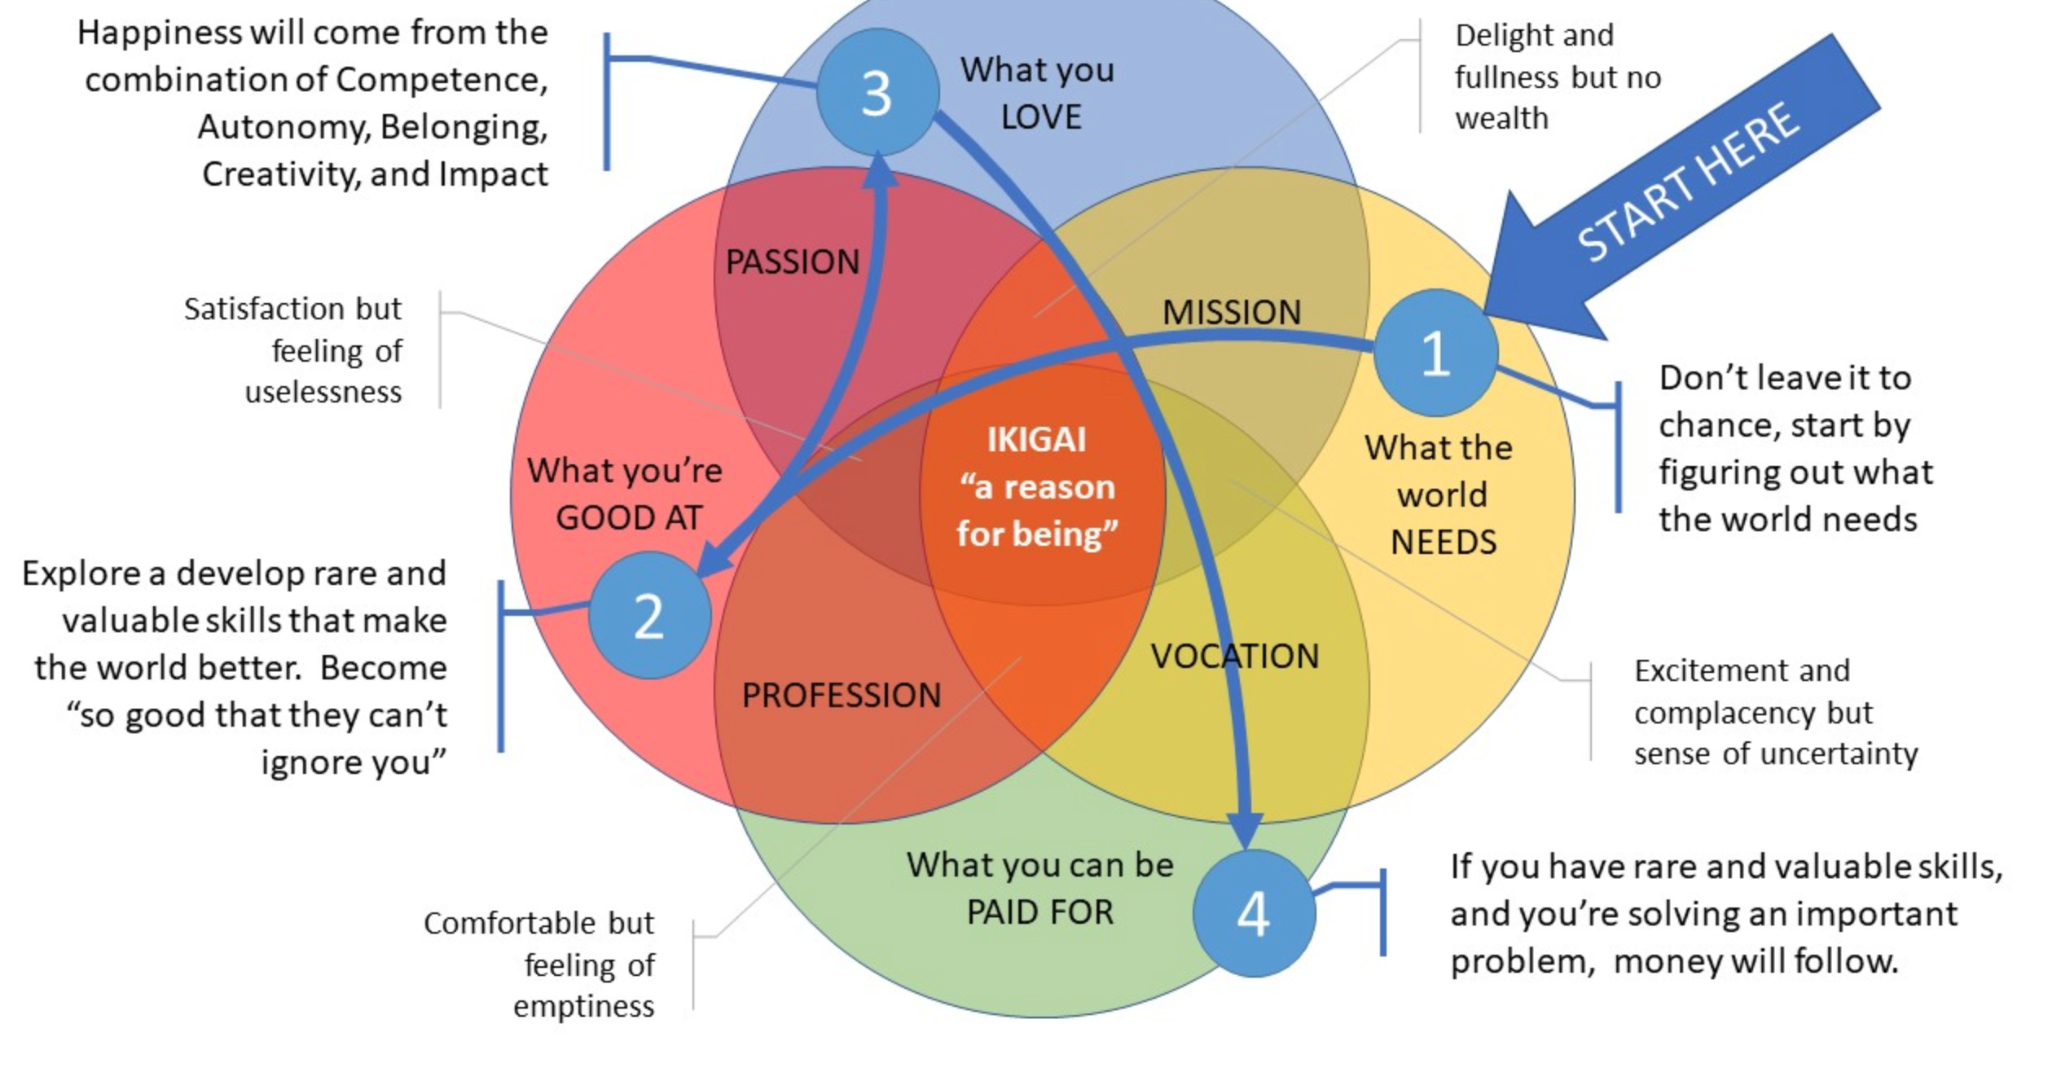 Happiness will come from the
combination of Competence,
Autonomy, Belonging,
Creativity, and Impact
3
What you
LOVE
Delight and
fullness but no
wealth
START HERE
PASSION
MISSION
1
Satisfaction but
feeling of
uselessness
Don’t leave it to
chance, start by
figuring out what
the world needs
IKIGAI
“a reason
for being”
What the
world
NEEDS
What you’re
GOOD AT
2
Explore a develop rare and
valuable skills that make
the world better. Become
“so good that they can’t
ignore you”
VOCATION
PROFESSION
Excitement and
complacency but
sense of uncertainty
What you can be
PAID FOR
4
Comfortable but
feeling of
emptiness
If you have rare and valuable skills,
and you’re solving an important
problem, money will follow.